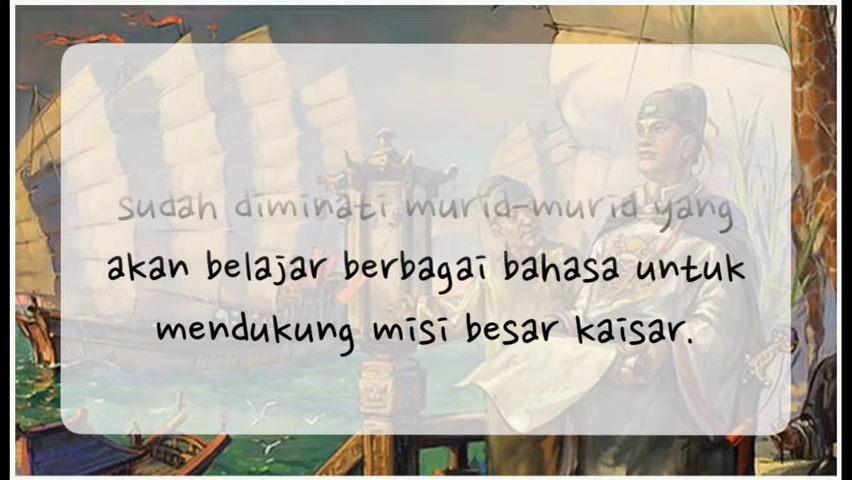 sudah diminati murid-murid yang
akan belajar berbagai bahasa untuk
mendukung misi besar kaisar.